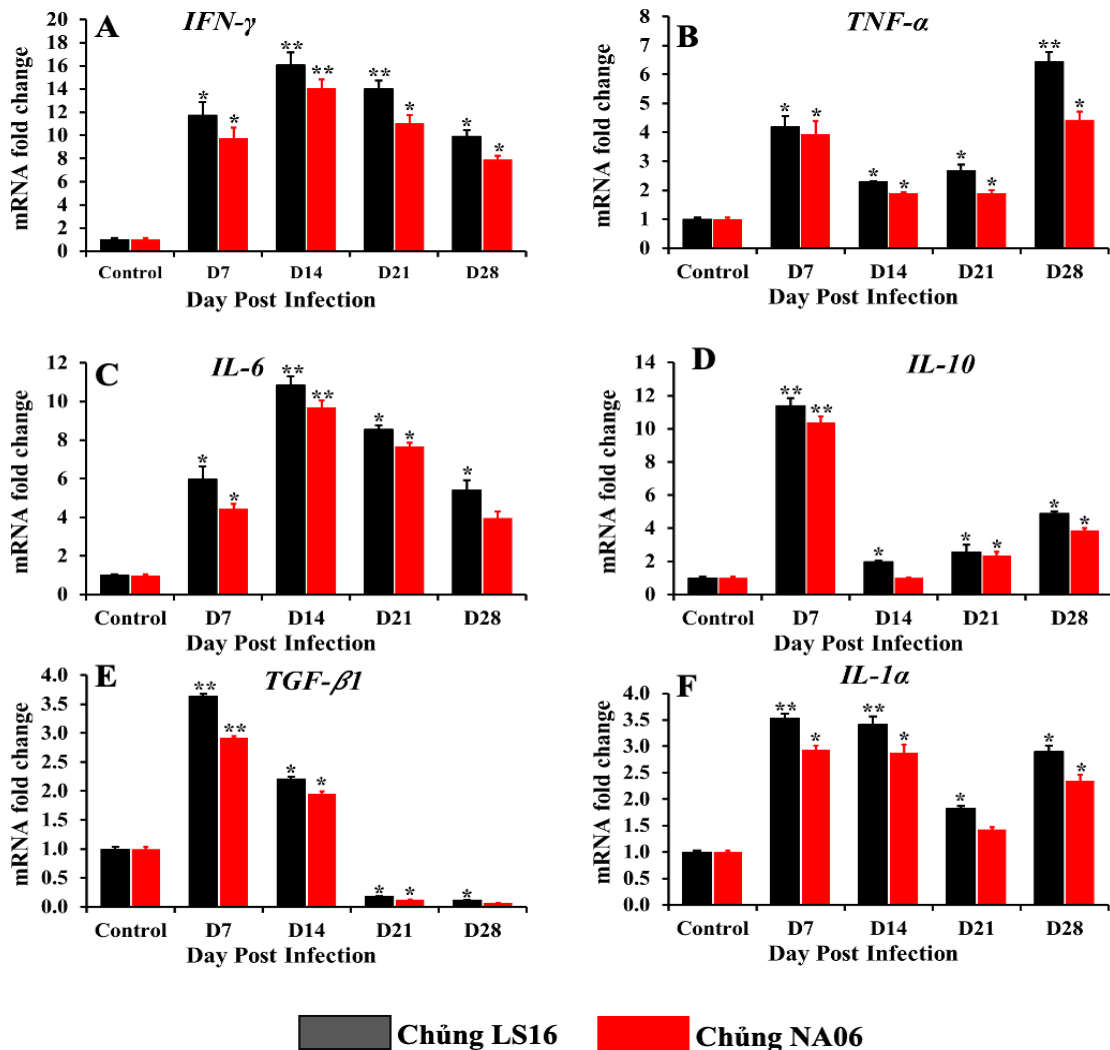 A
IFN-γ
mRNA fold change
20
18
16
14
12
10
8
6
4
2
0
* * ** ** ** * * *
Control D7 D14 D21 D28
Day Post Infection
B
TNF-α
mRNA fold change
8
7
6
5
4
3
2
1
0
* * * * * * ** *
Control D7 D14 D21 D28
Day Post Infection
C
IL-6
mRNA fold change
12
10
8
6
4
2
0
* * ** ** * * *
Control D7 D14 D21 D28
Day Post Infection
D
IL-10
mRNA fold change
14
12
10
8
6
4
2
0
** ** * * * * *
Control D7 D14 D21 D28
Day Post Infection
E
TGF-β1
mRNA fold change
4.0
3.5
3.0
2.5
2.0
1.5
1.0
0.5
0.0
** ** * * * * *
Control D7 D14 D21 D28
Day Post Infection
F
IL-1α
mRNA fold change
4.0
3.5
3.0
2.5
2.0
1.5
1.0
0.5
0.0
** * ** * * * *
Control D7 D14 D21 D28
Day Post Infection
Chủng LS16 Chủng NA06